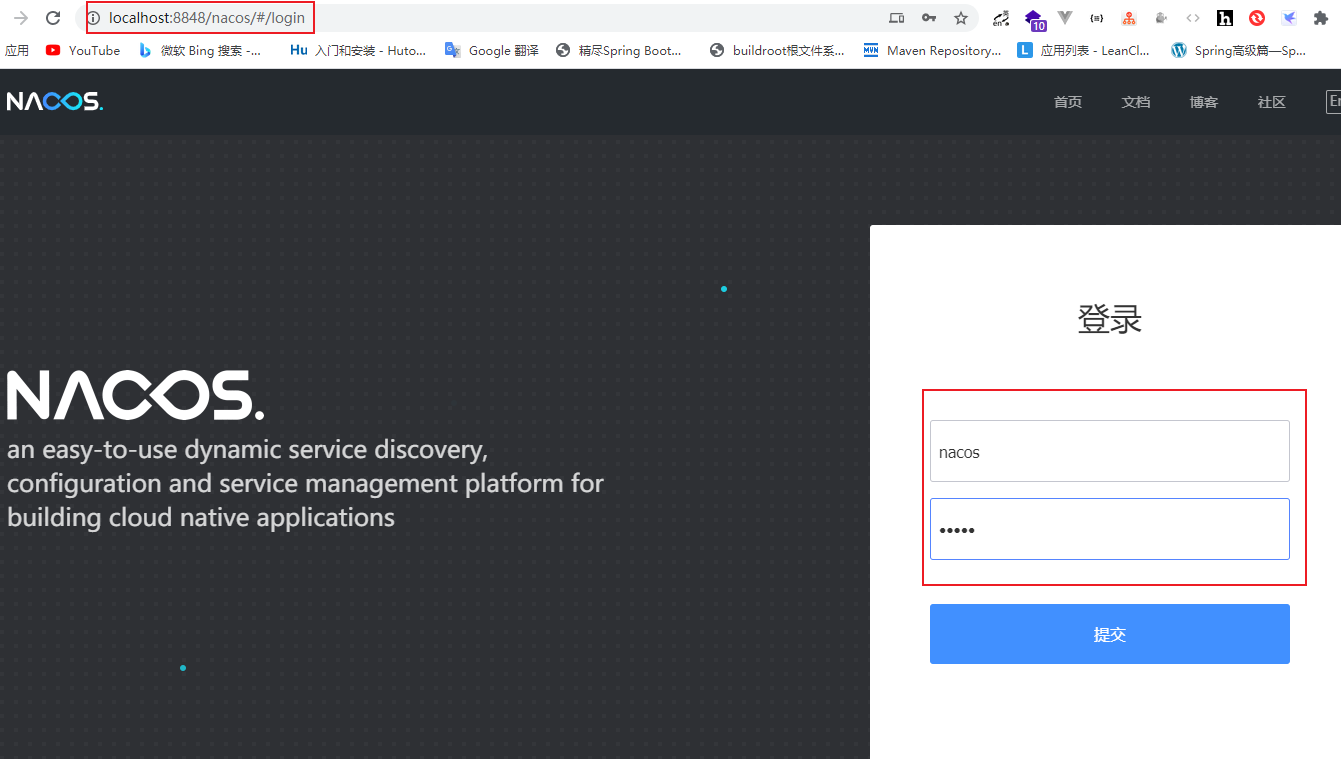 localhost:8848/nacos/#/login
10
应用 YouTube 微软 Bing 搜索 -... Hu 入门和安装 - Huto... Google 翻译 精尽Spring Boot... buildroot根文件系... MVN Maven Repository... L 应用列表 - LeanCl... Spring高级篇—Sp...
NACOS. 首页 文档 博客 社区 En
登录
NACOS.
an easy-to-use dynamic service discovery,
configuration and service management platform for
building cloud native applications
nacos
•••••
提交